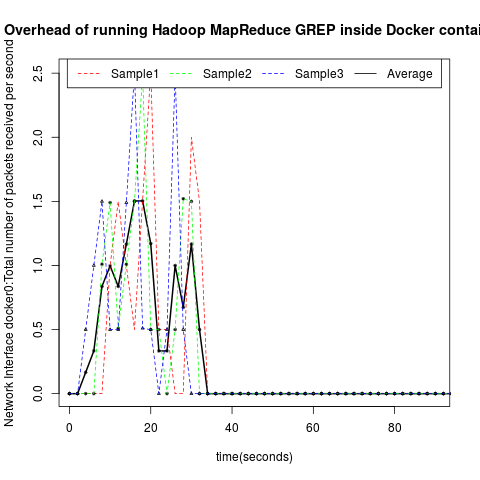 Overhead of running Hadoop MapReduce GREP inside Docker contai
Sample1 Sample2 Sample3 Average
Network Interface docker0:Total number of packets received per second
2.5
2.0
1.5
1.0
0.5
0.0
0 20 40 60 80
time(seconds)